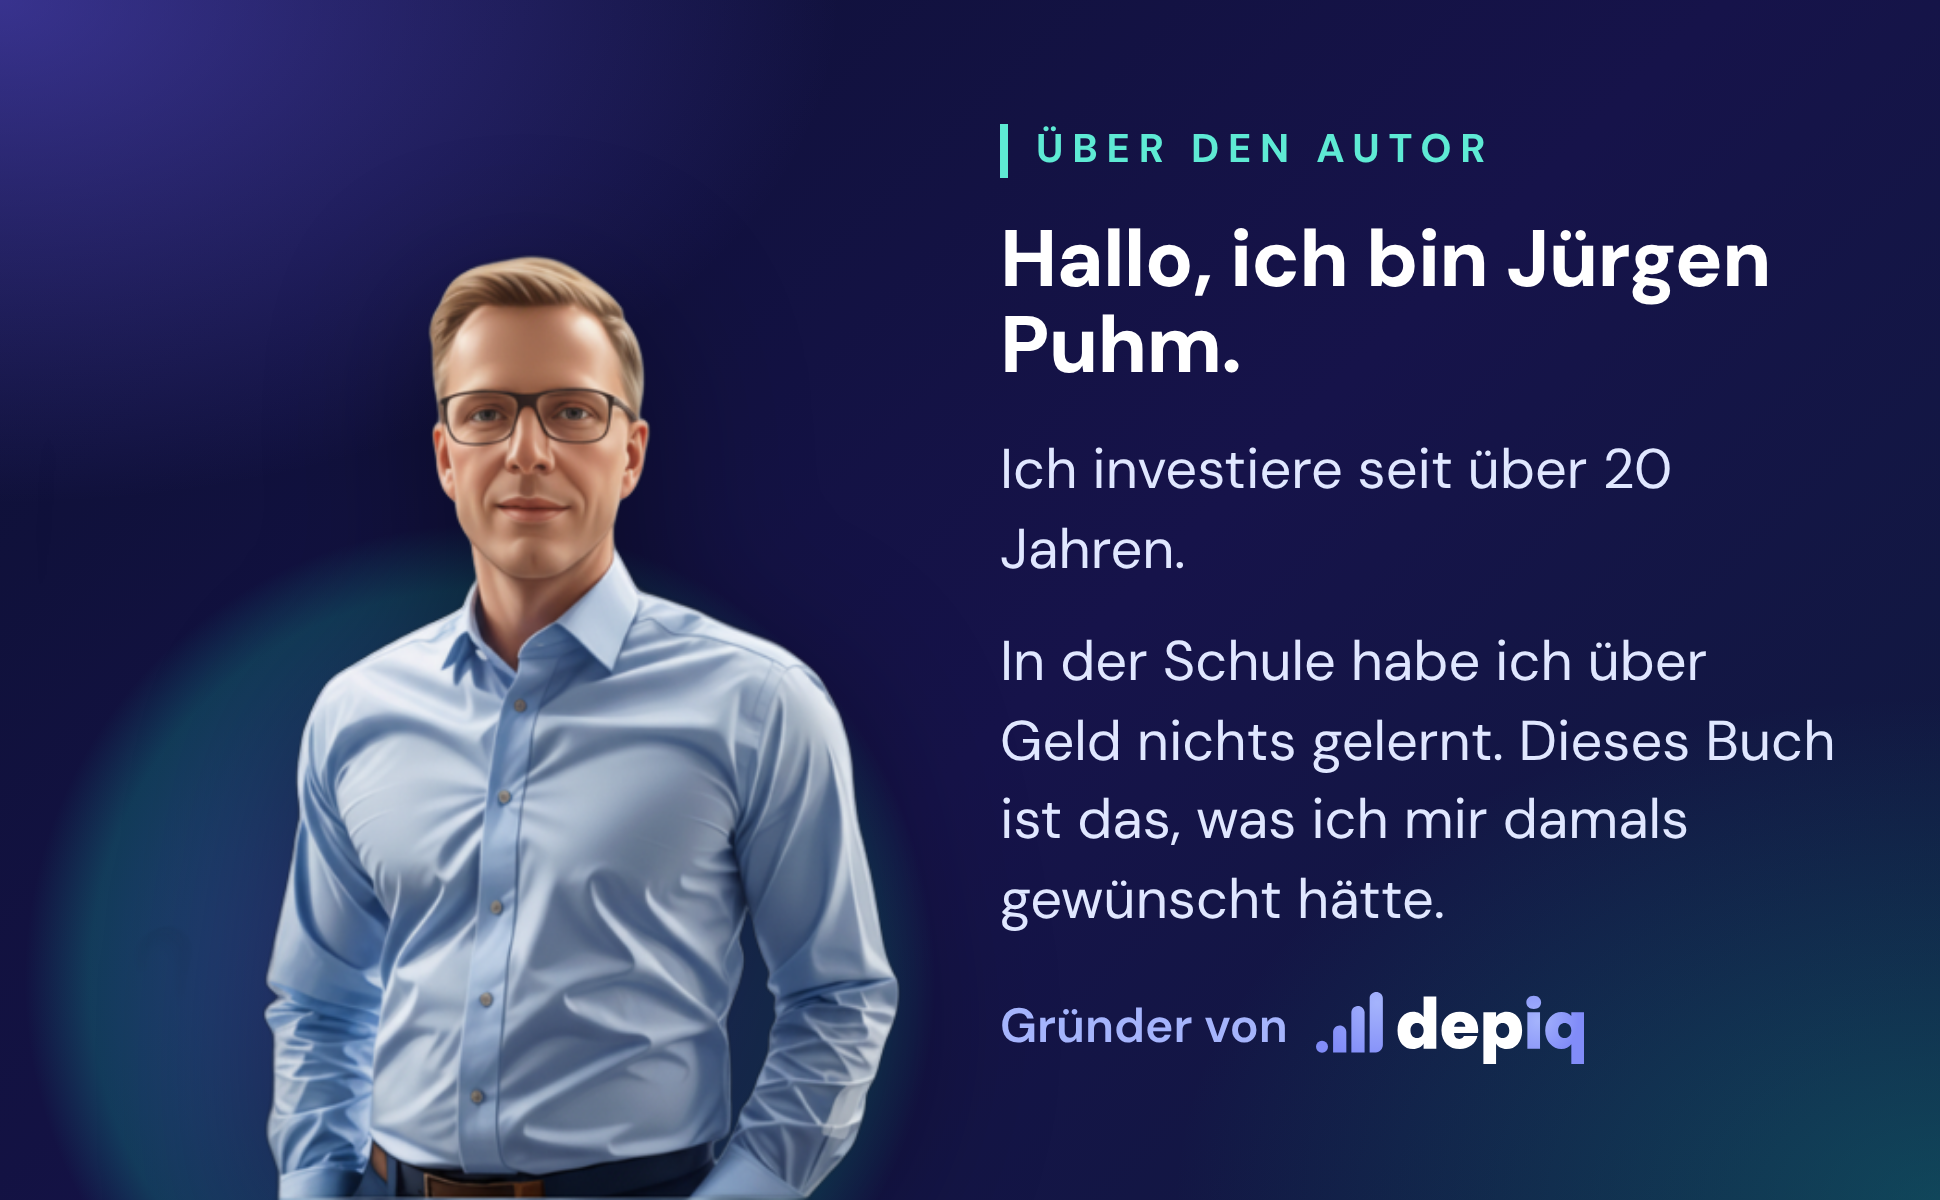 ÜBER DEN AUTOR
Hallo, ich bin Jürgen
Puhm.
Ich investiere seit über 20
Jahren.
In der Schule habe ich über
Geld nichts gelernt. Dieses Buch
ist das, was ich mir damals
gewünscht hätte.
Gründer von depiq